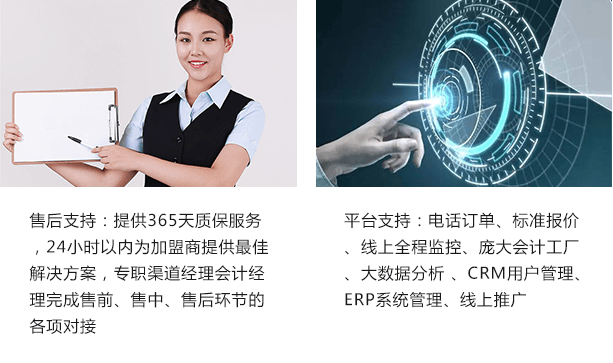 售后支持：提供365天质保服务
，24小时以内为加盟商提供最佳
解决方案，专职渠道经理会计经
理完成售前、售中、售后环节的
各项对接
平台支持：电话订单、标准报价
、线上全程监控、庞大会计工厂
、大数据分析 、CRM用户管理、
ERP系统管理、线上推广